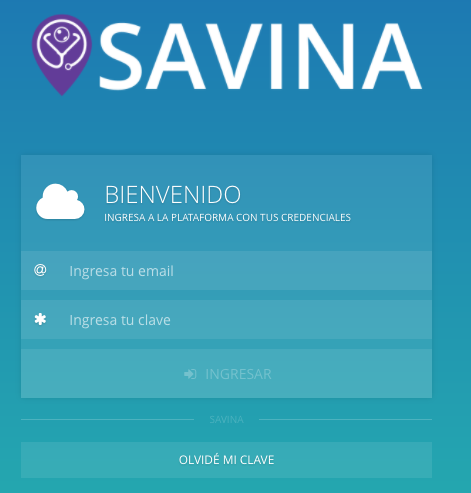 SAVINA
BIENVENIDO
INGRESA A LA PLATAFORMA CON TUS CREDENCIALES
@ Ingresa tu email
✱ Ingresa tu clave
INGRESAR
SAVINA
OLVIDÉ MI CLAVE